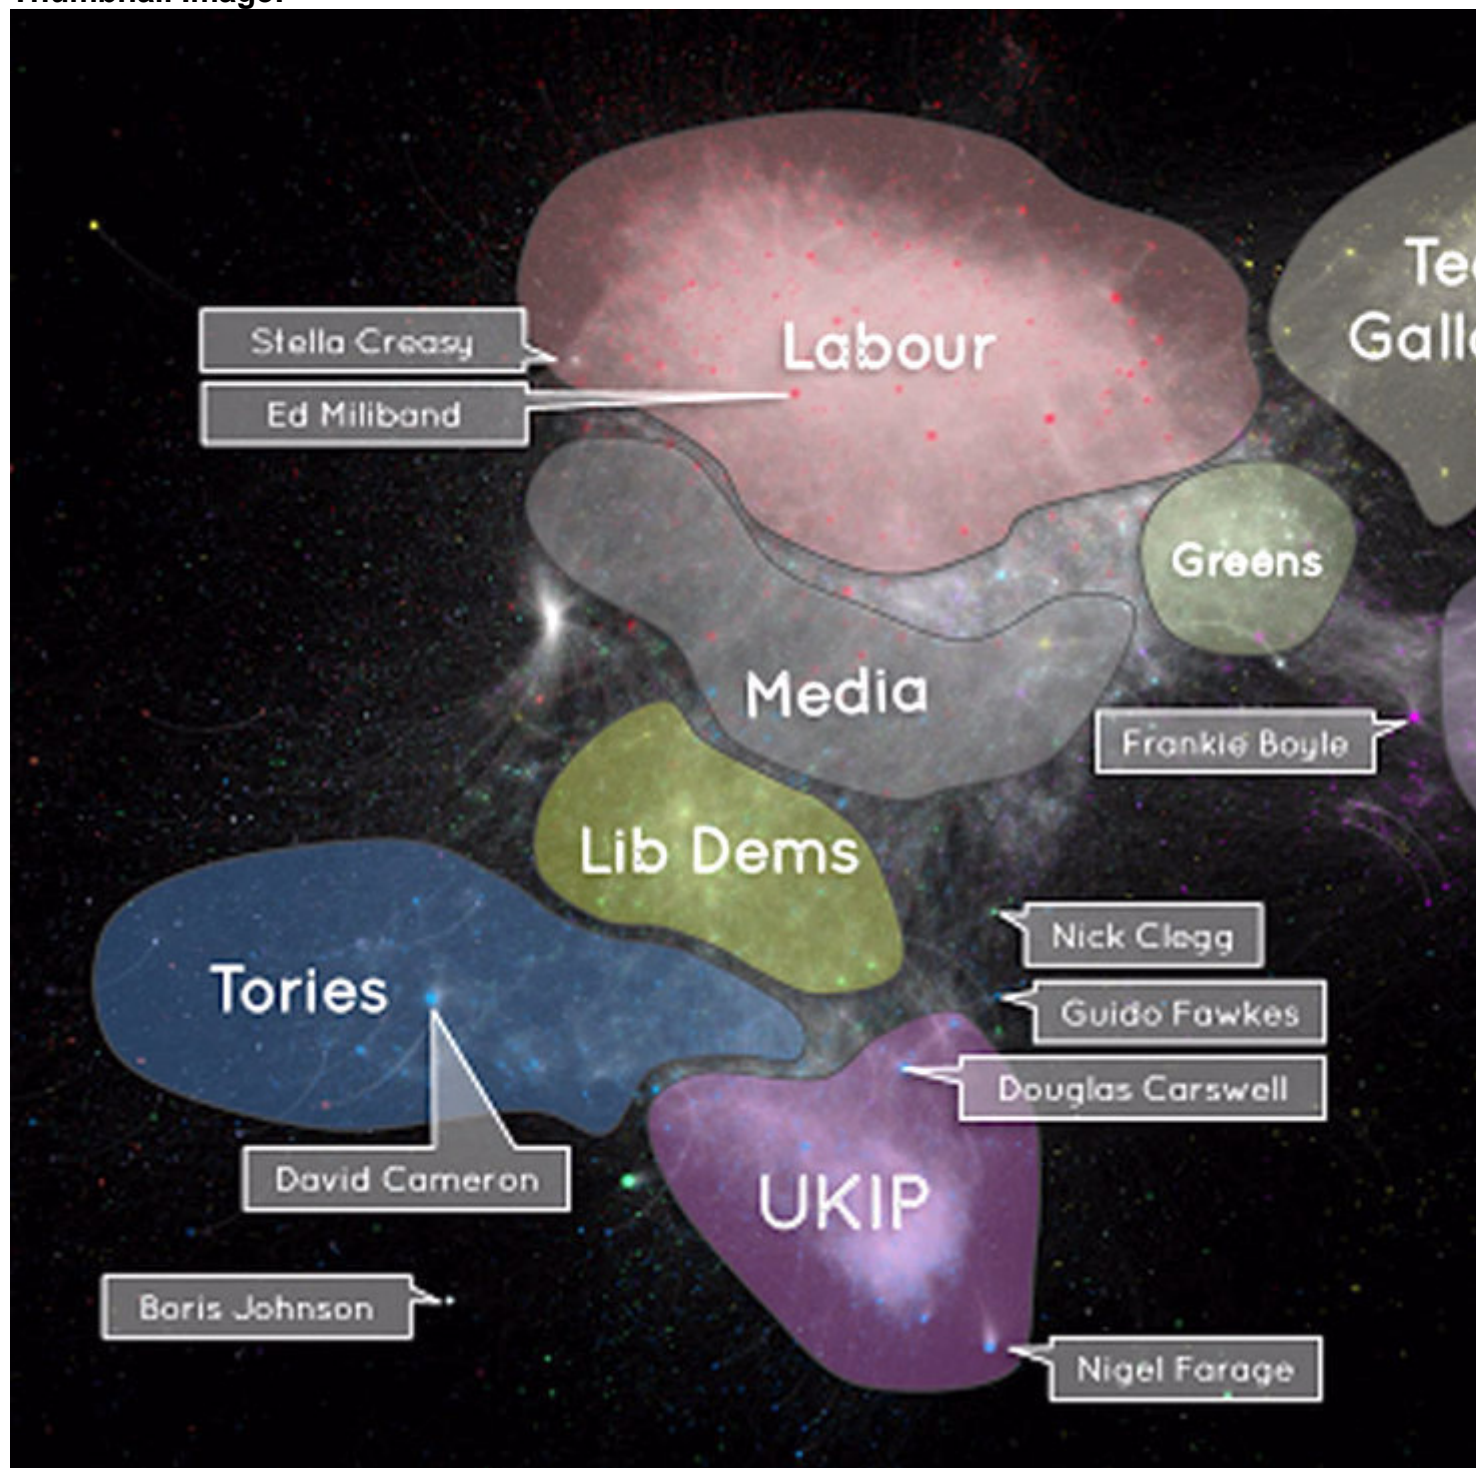 Labour
Stella Creasy
Ed Miliband
Greens
Media
Frankie Boyle
Lib Dems
Nick Clegg
Tories
Guido Fawkes
Douglas Carswell
David Cameron
UKIP
Boris Johnson
Nigel Farage